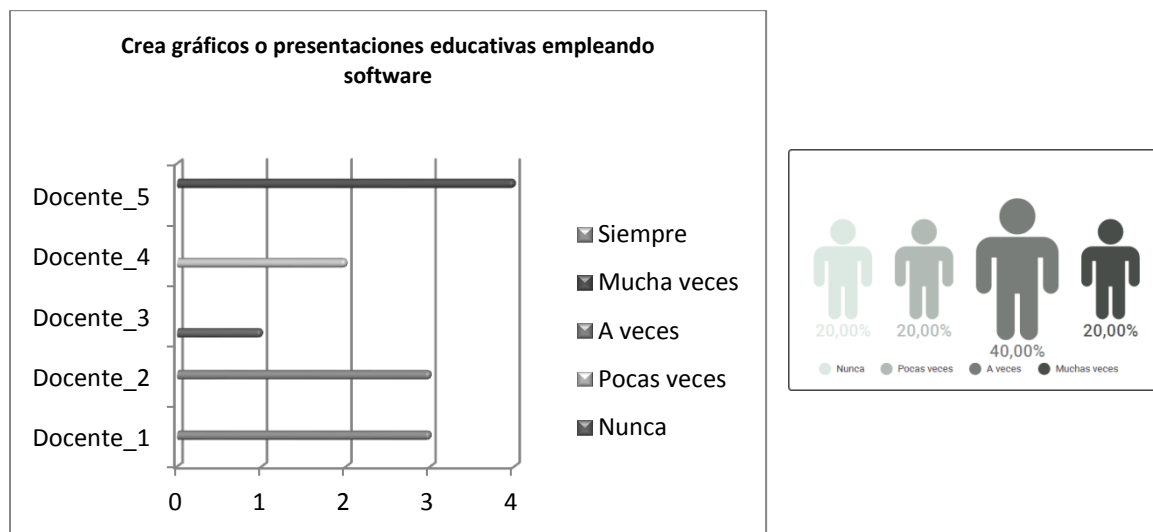 Crea gráficos o presentaciones educativas empleando
software
Docente_5
Docente_4
Docente_3
Docente_2
Docente_1
0 1 2 3 4
Siempre
Mucha veces
A veces
Pocas veces
Nunca
20,00% 20,00% 40,00% 20,00%
Nunca Pocas veces A veces Muchas veces